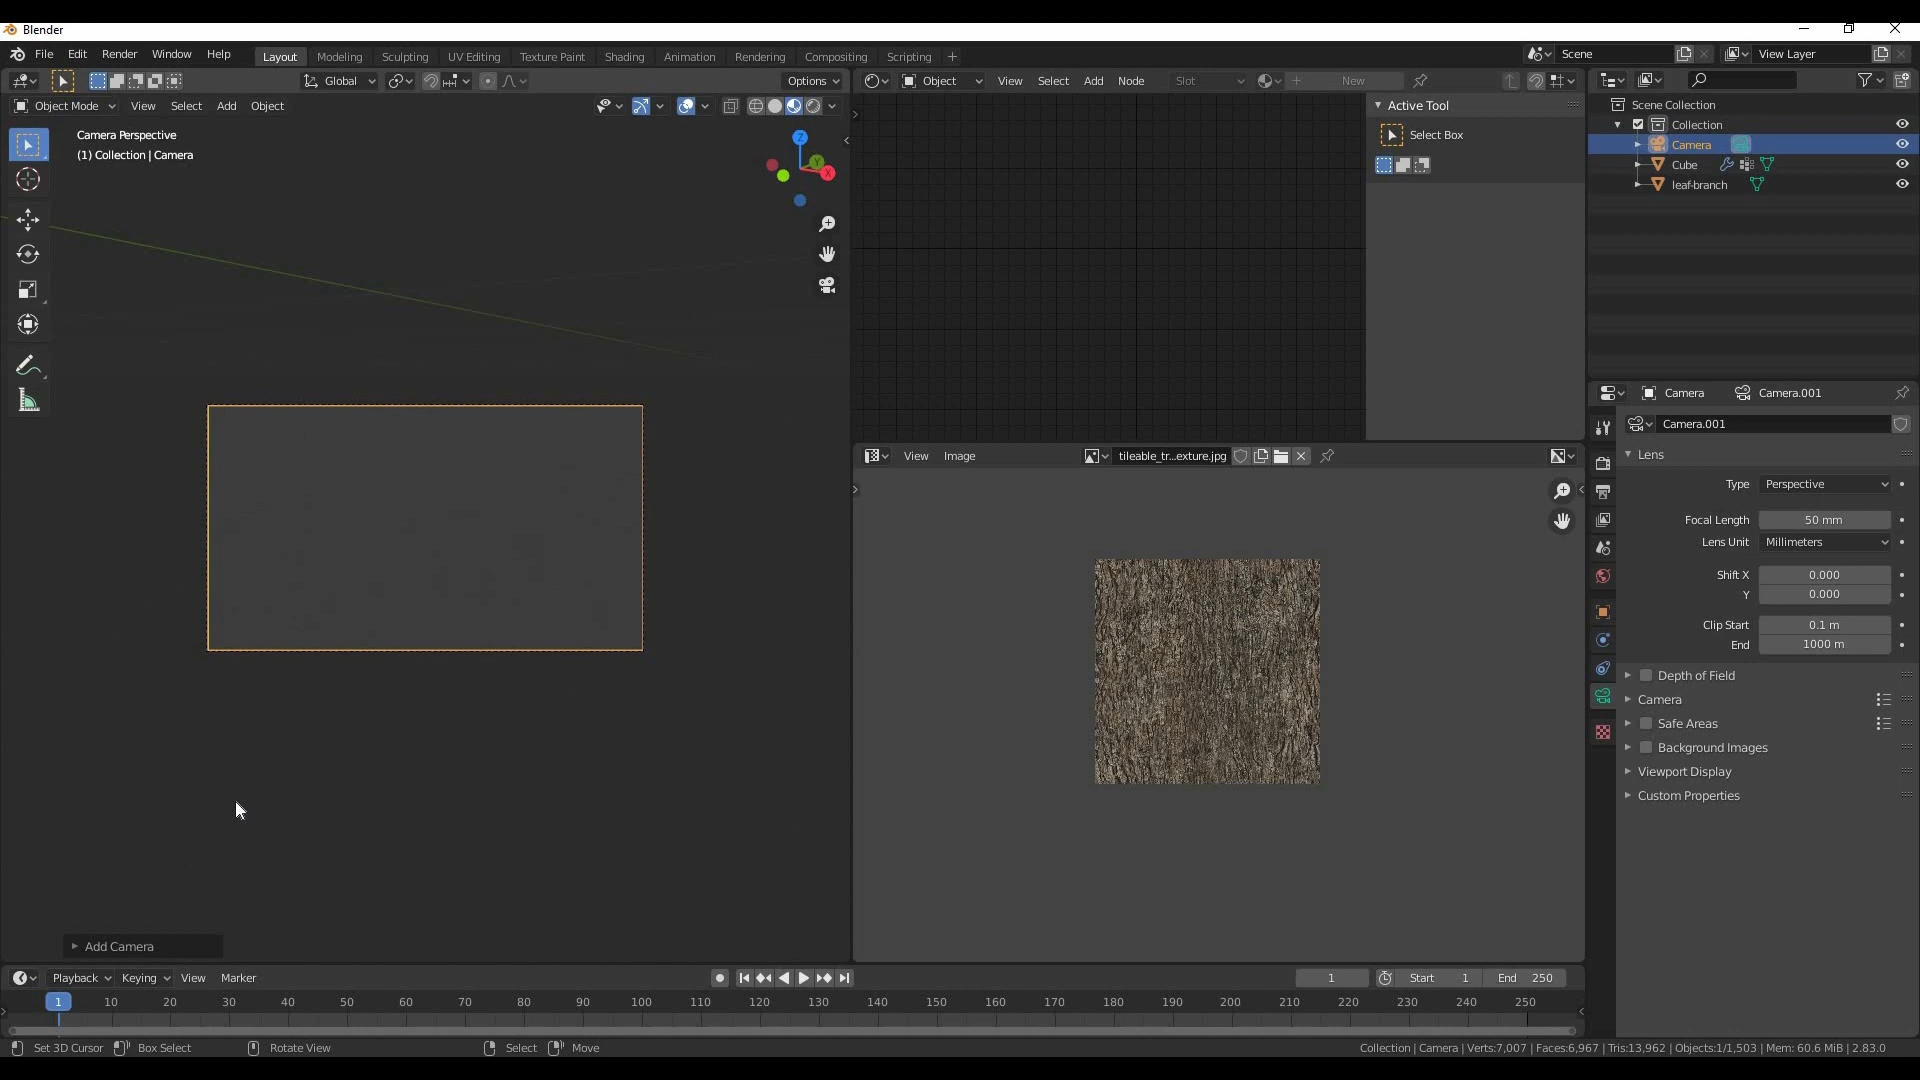 Blender
File Edit Render Window Help
Layout Modeling Sculpting UV Editing Texture Paint Shading Animation Rendering Compositing Scripting +
Scene View Layer
Global Options
Object View Select Add Node Slot New
Object Mode View Select Add Object
Camera Perspective
(1) Collection | Camera
Z
Y
X
Active Tool
Select Box
Scene Collection
Collection
Camera
Cube
leaf-branch
Camera Camera.001
Camera.001
Lens
Type Perspective
Focal Length 50 mm
Lens Unit Millimeters
Shift X 0.000
Y 0.000
Clip Start 0.1 m
End 1000 m
Depth of Field
Camera
Safe Areas
Background Images
Viewport Display
Custom Properties
View Image tileable_tr...exture.jpg
Add Camera
Playback Keying View Marker 1 Start 1 End 250
1 10 20 30 40 50 60 70 80 90 100 110 120 130 140 150 160 170 180 190 200 210 220 230 240 250
Set 3D Cursor Box Select Rotate View Select Move
Collection | Camera | Verts:7,007 | Faces:6,967 | Tris:13,962 | Objects:1/1,503 | Mem: 60.6 MiB | 2.83.0